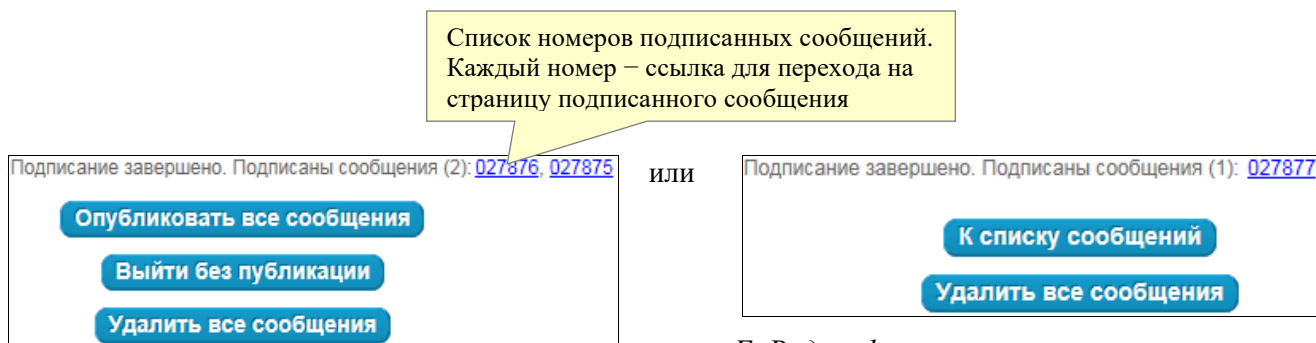 Список номеров подписанных сообщений.
Каждый номер − ссылка для перехода на
страницу подписанного сообщения
Подписание завершено. Подписаны сообщения (2): 027876, 027875
или
Подписание завершено. Подписаны сообщения (1): 027877
Опубликовать все сообщения
Выйти без публикации
Удалить все сообщения
К списку сообщений
Удалить все сообщения